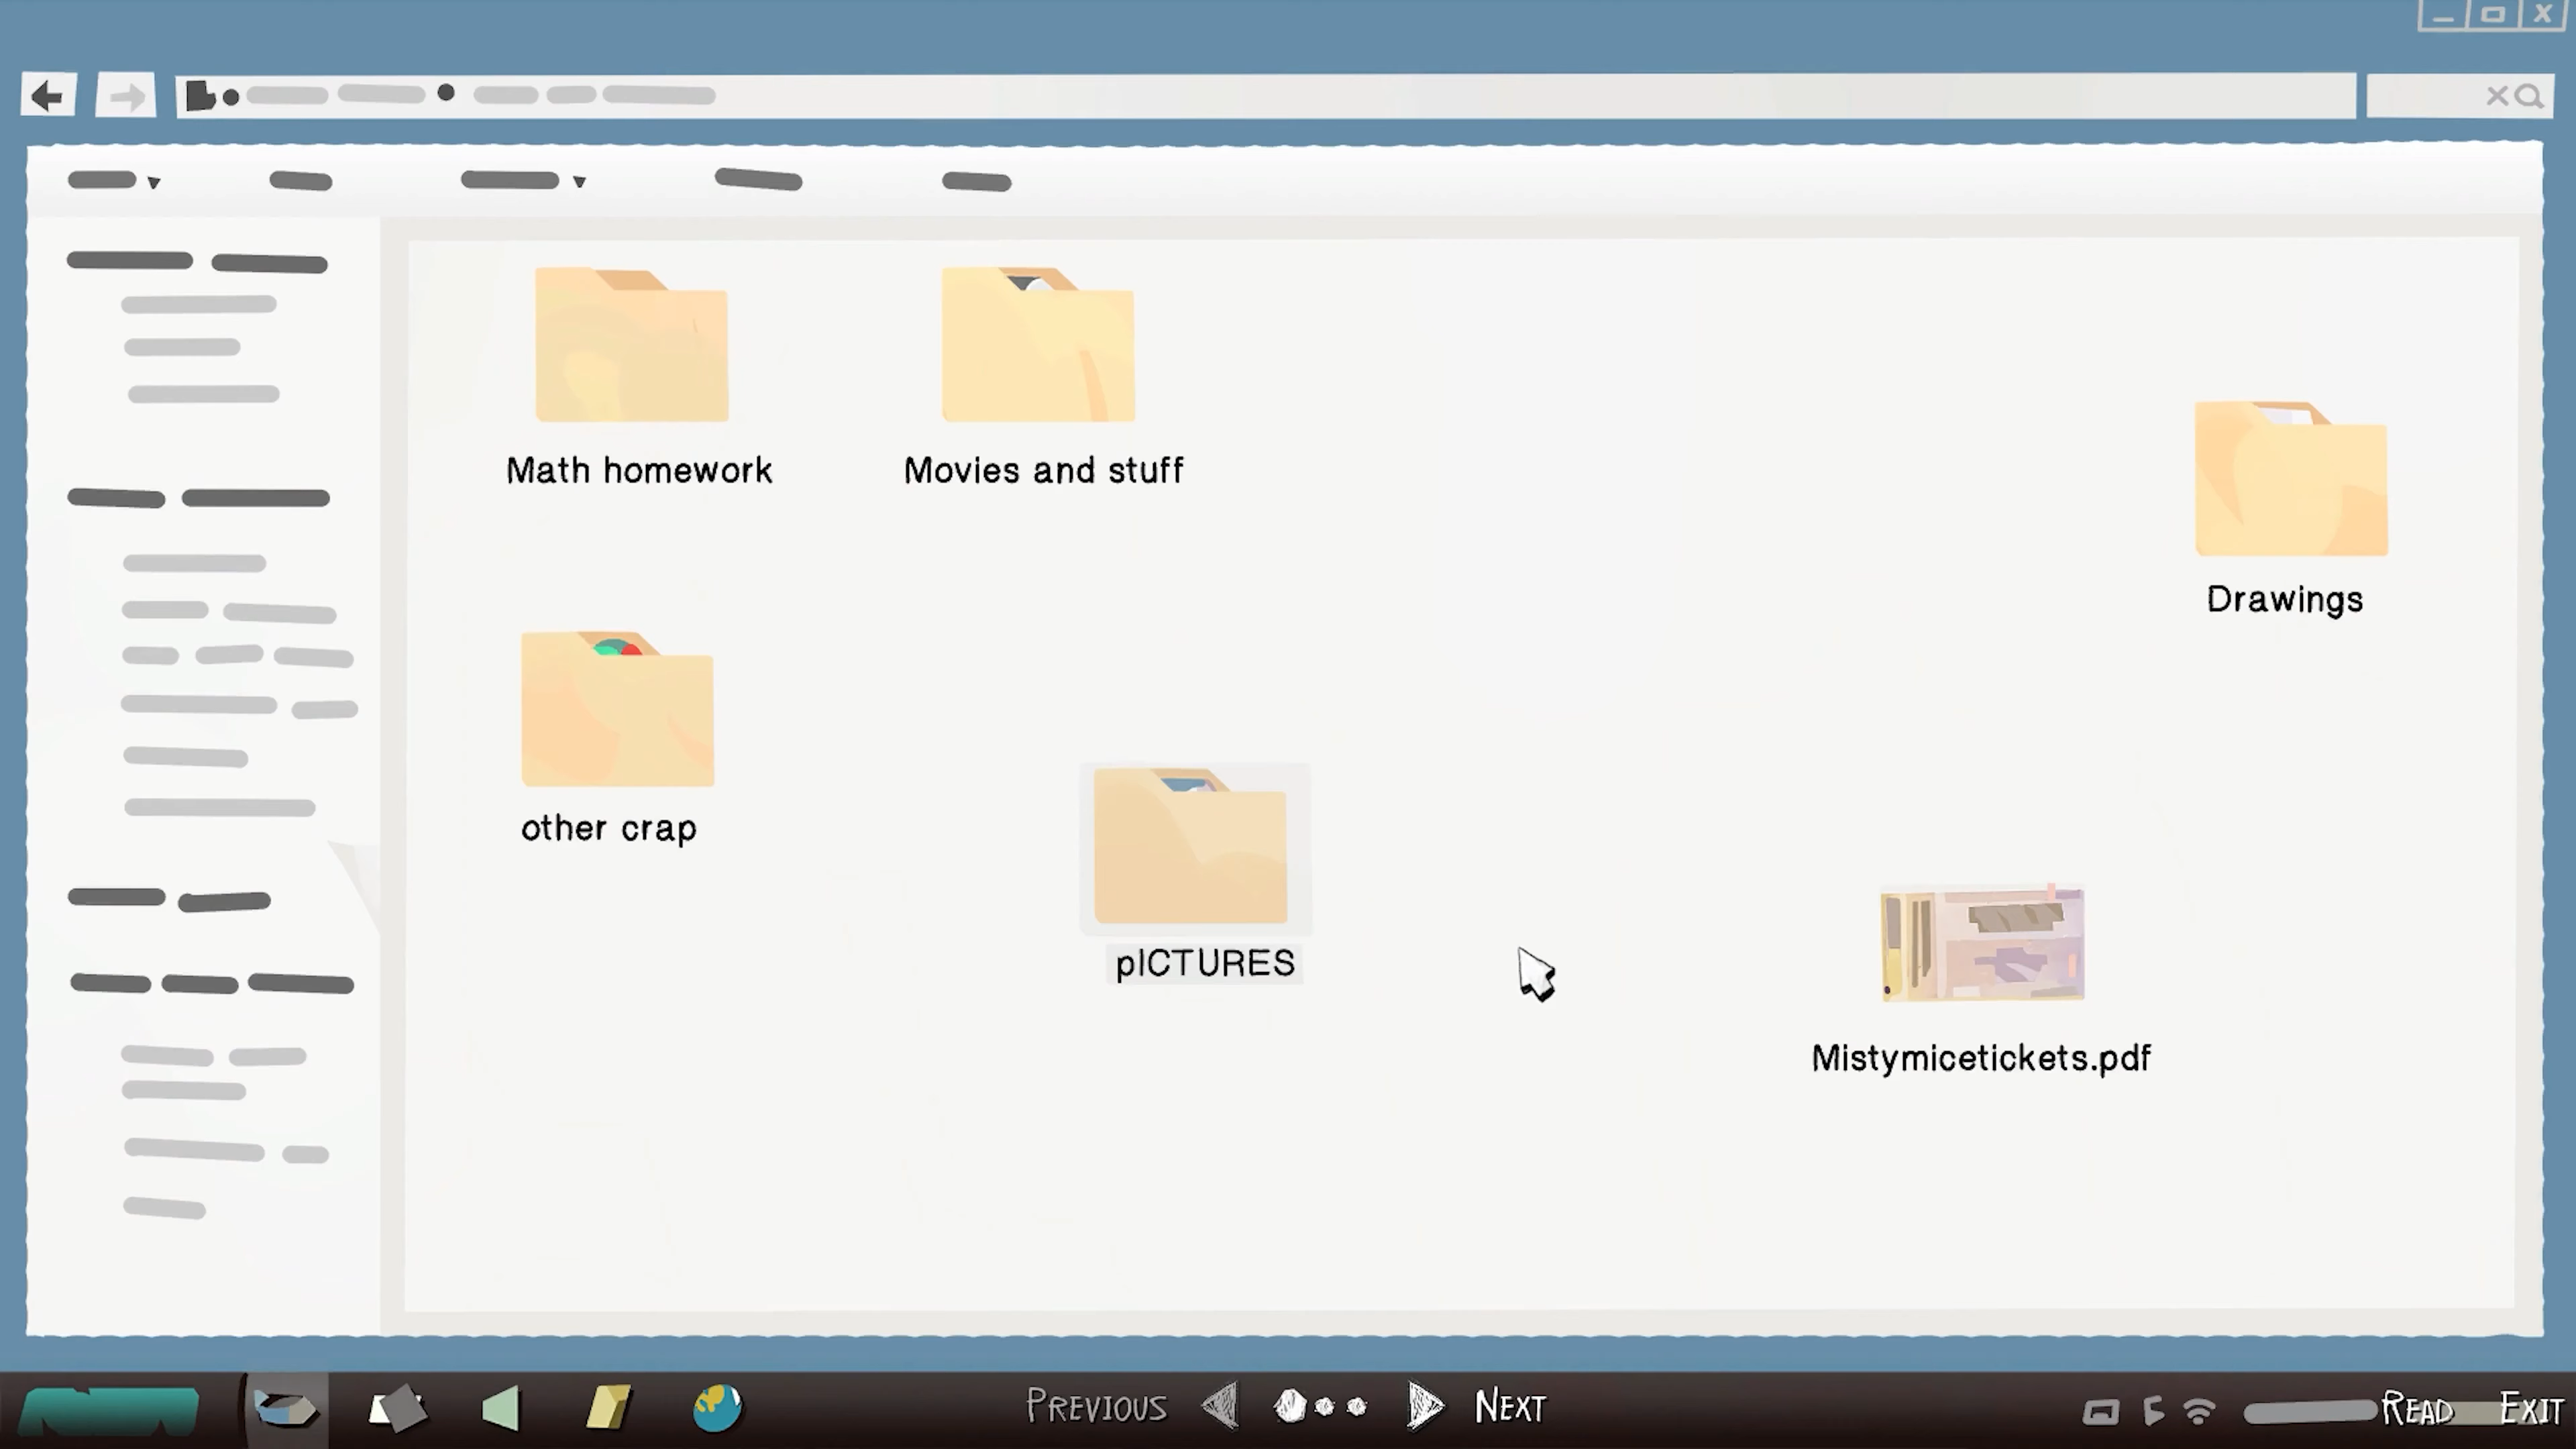 Math homework
Movies and stuff
Drawings
other crap
pICTURES
Mistymicetickets.pdf
PREVIOUS
NEXT
READ
EXIT